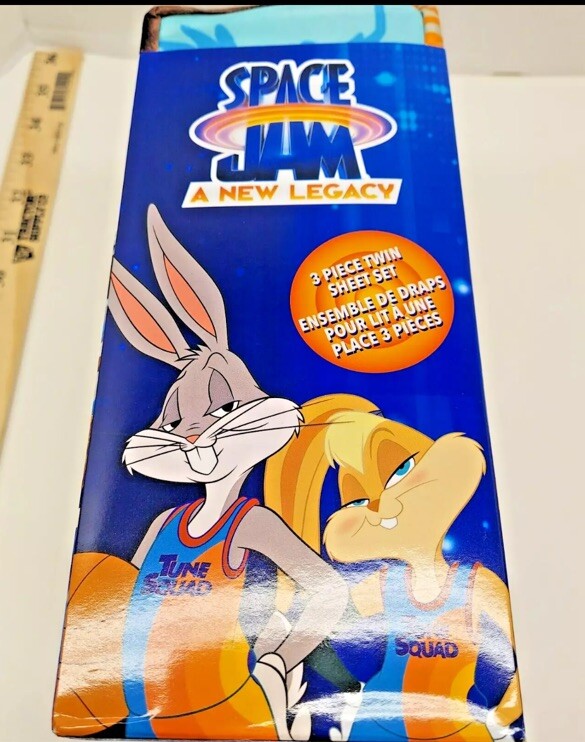 SPACE
JAM
A NEW LEGACY
3 PIECE TWIN
SHEET SET
ENSEMBLE DE DRAPS
POUR LIT À UNE
PLACE 3 PIÈCES
TUNE
SQUAD
SQUAD